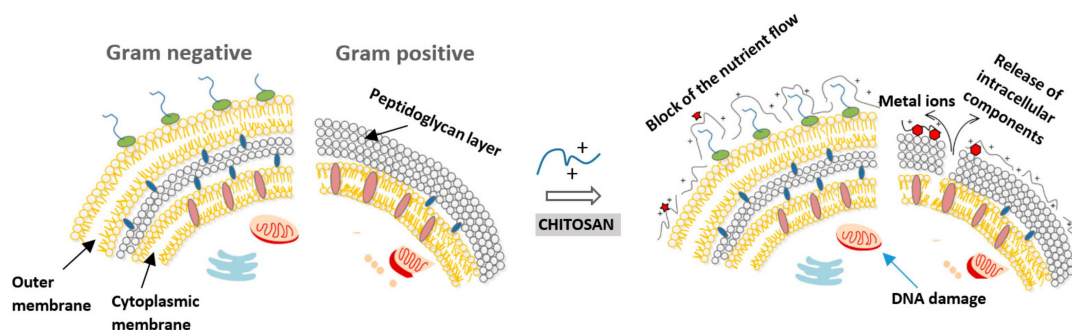 Gram negative
Gram positive
Peptidoglycan layer
Outer
membrane
Cytoplasmic
membrane
+
+
CHITOSAN
Block of the nutrient flow
Metal ions
Release of
intracellular
components
DNA damage